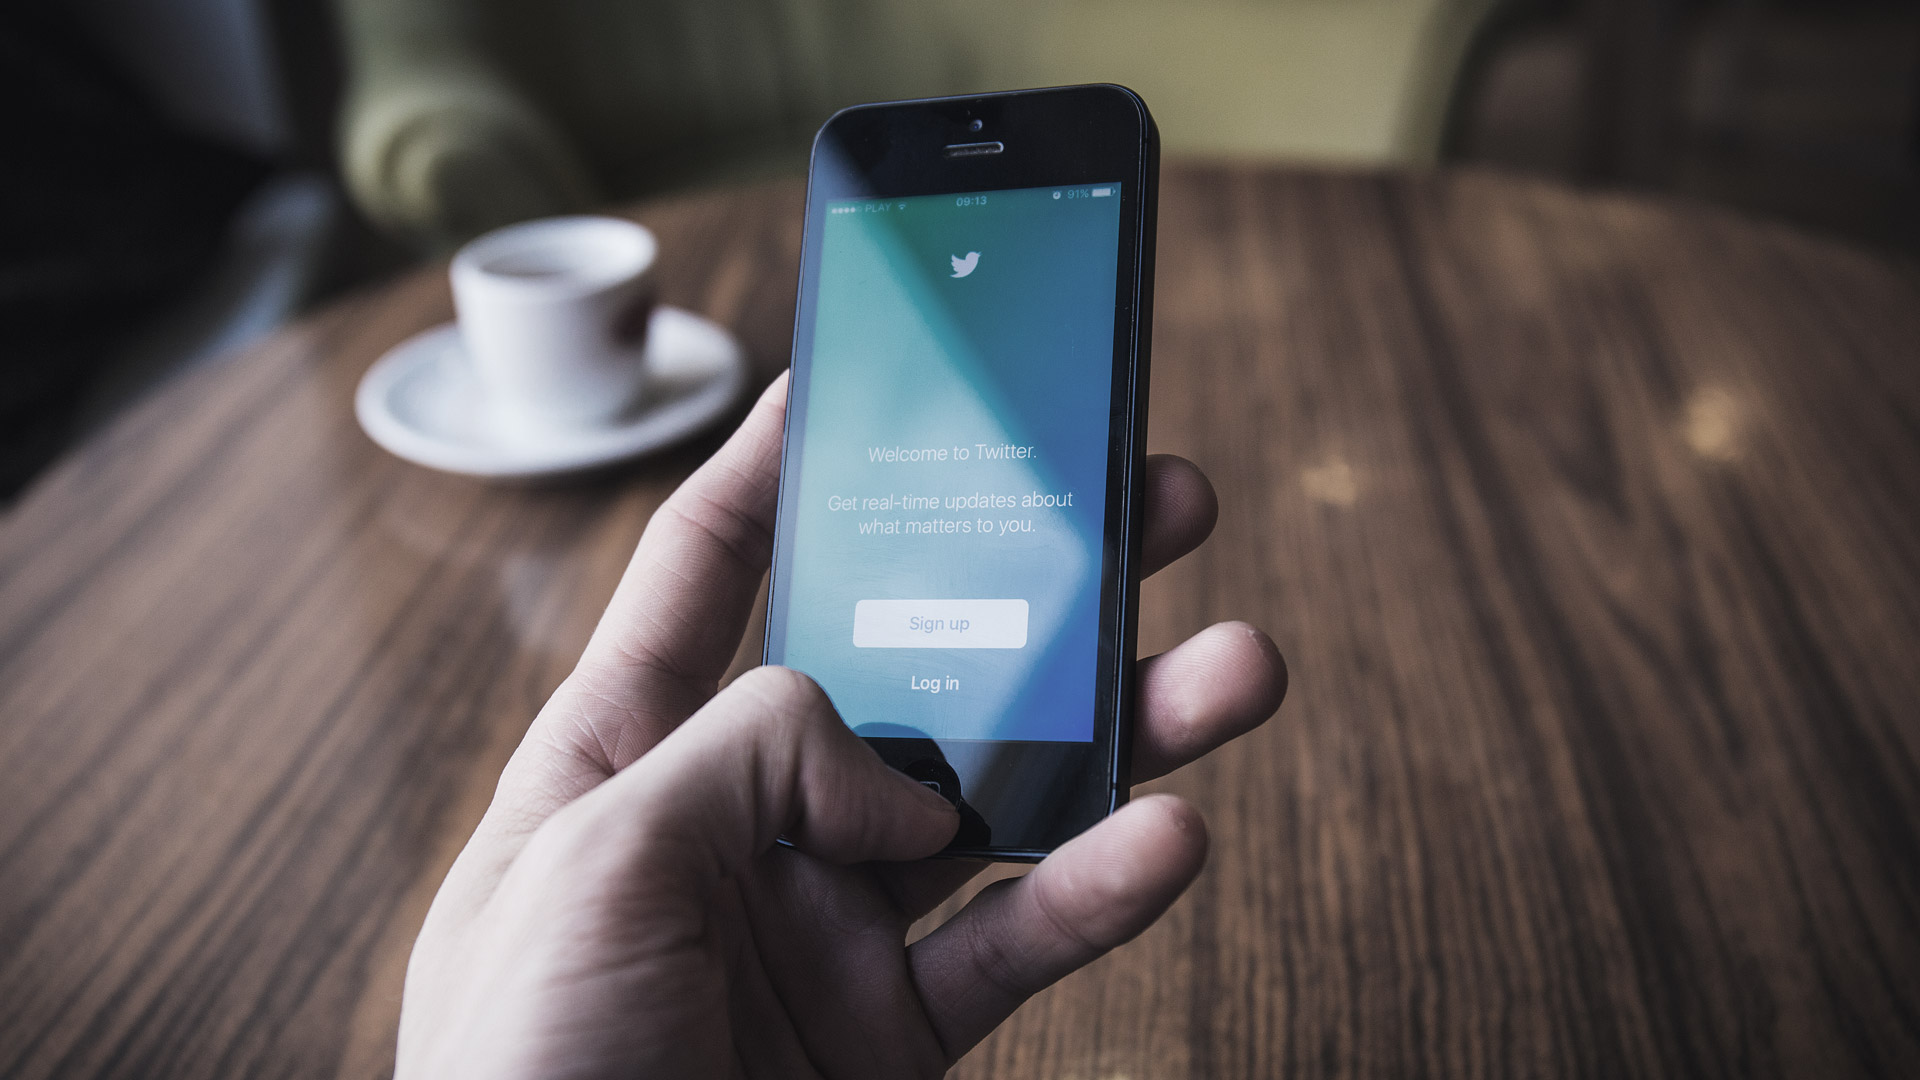 PLAY 09:13 91%
Welcome to Twitter.
Get real-time updates about
what matters to you.
Sign up
Log in